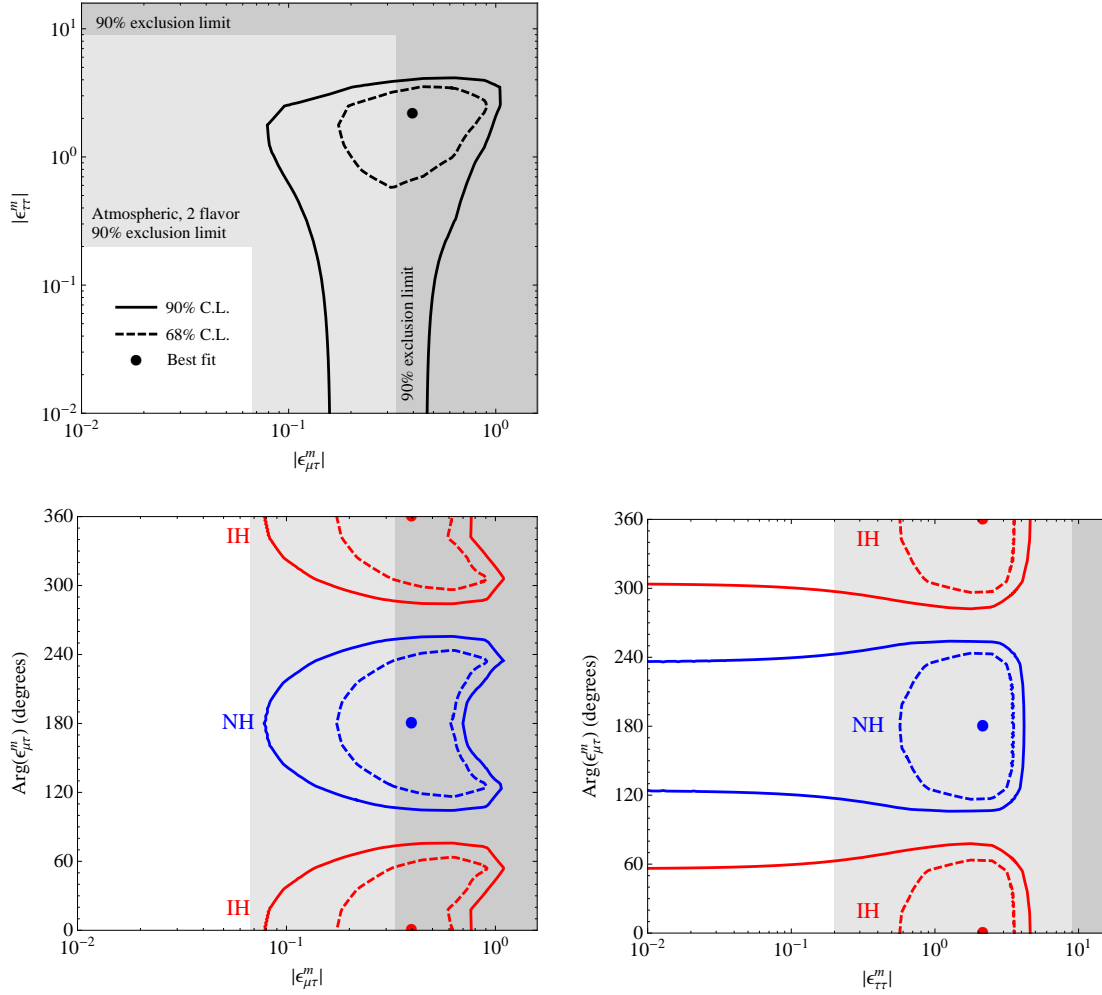 90% exclusion limit
10^1
10^0
|ϵ^m_ττ|
Atmospheric, 2 flavor
90% exclusion limit
10^-1
90% C.L.
68% C.L.
Best fit
90% exclusion limit
10^-2
10^-2
10^-1
10^0
|ϵ^m_μτ|
360
IH
300
240
Arg(ϵ^m_μτ) (degrees)
NH
180
120
60
IH
0
10^-2
10^-1
10^0
|ϵ^m_μτ|
360
IH
300
240
Arg(ϵ^m_μτ) (degrees)
NH
180
120
60
IH
0
10^-2
10^-1
10^0
10^1
|ϵ^m_ττ|